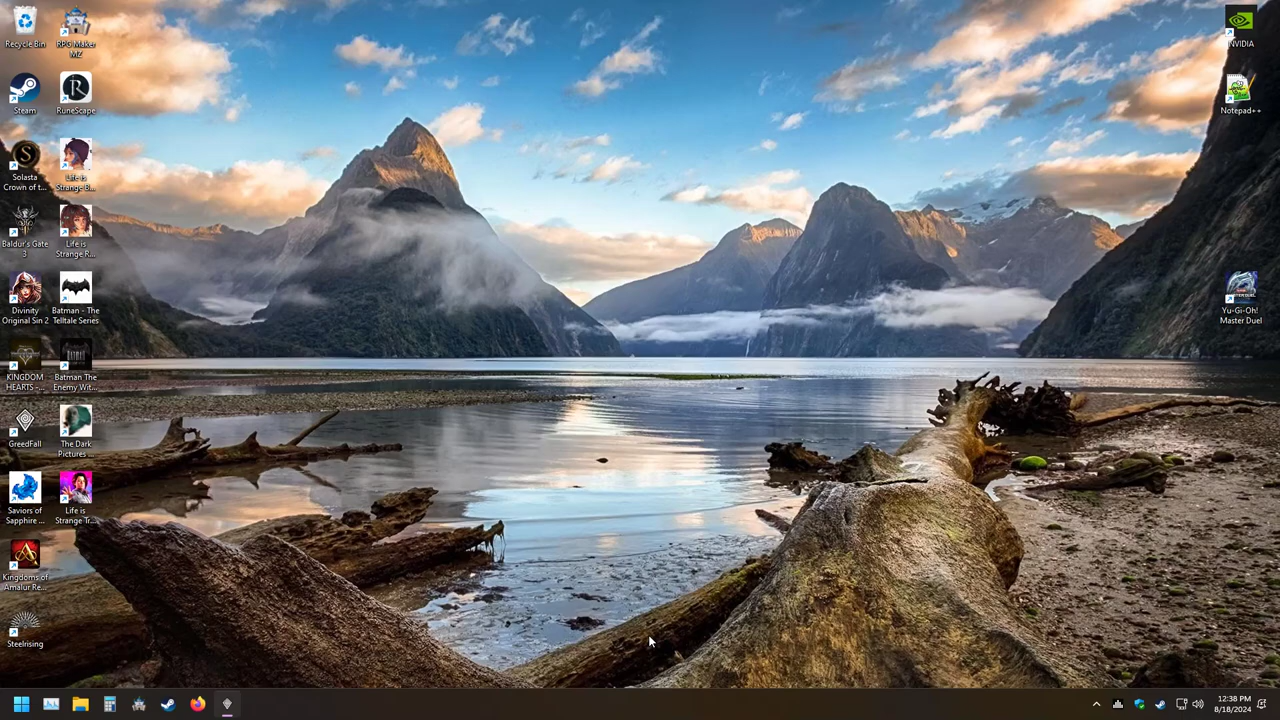 Recycle Bin
RPG Maker
MZ
Steam
RuneScape
Solasta
Crown of t...
Life is
Strange B...
Baldur's Gate
3
Life is
Strange R...
Divinity
Original Sin 2
Batman - The
Telltale Series
KINGDOM
HEARTS -...
Batman The
Enemy Wit...
GreedFall
The Dark
Pictures ...
Saviors of
Sapphire ...
Life is
Strange Tr...
Kingdoms of
Amalur Re...
Steelrising
NVIDIA
Notepad++
Yu-Gi-Oh!
Master Duel
12:38 PM
8/18/2024